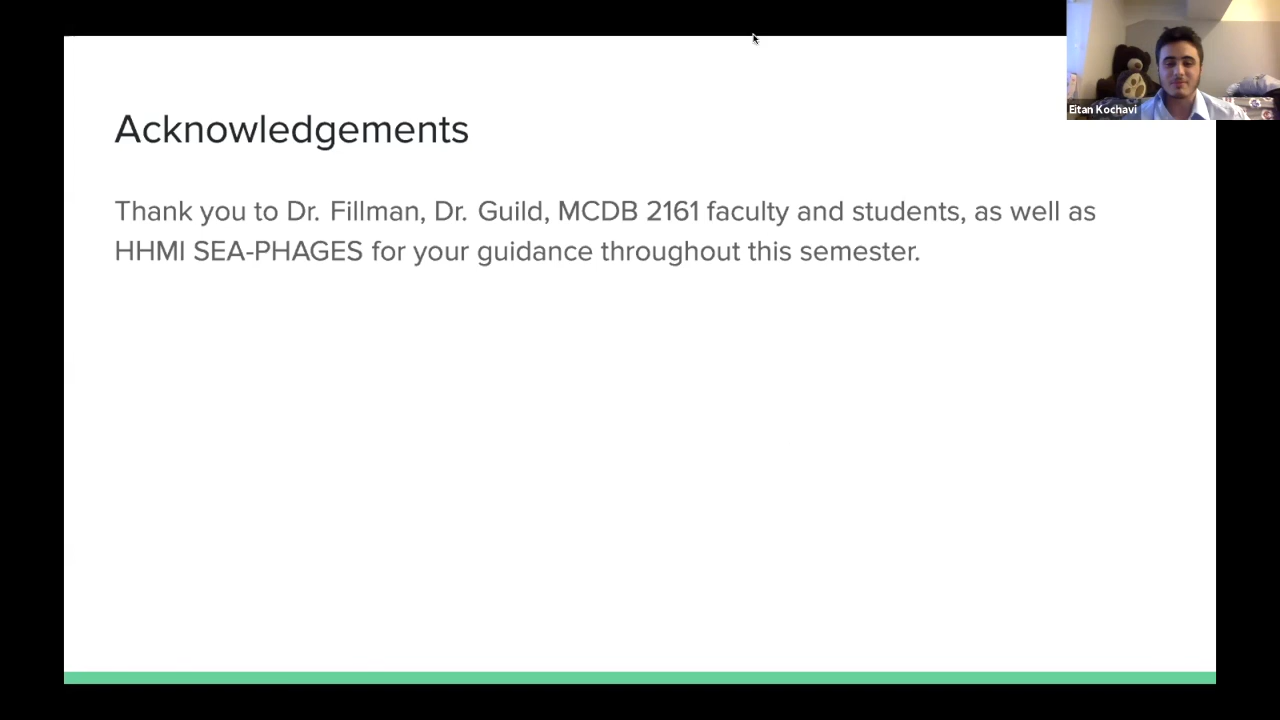 Eitan Kochavi
Acknowledgements
Thank you to Dr. Fillman, Dr. Guild, MCDB 2161 faculty and students, as well as
HHMI SEA-PHAGES for your guidance throughout this semester.